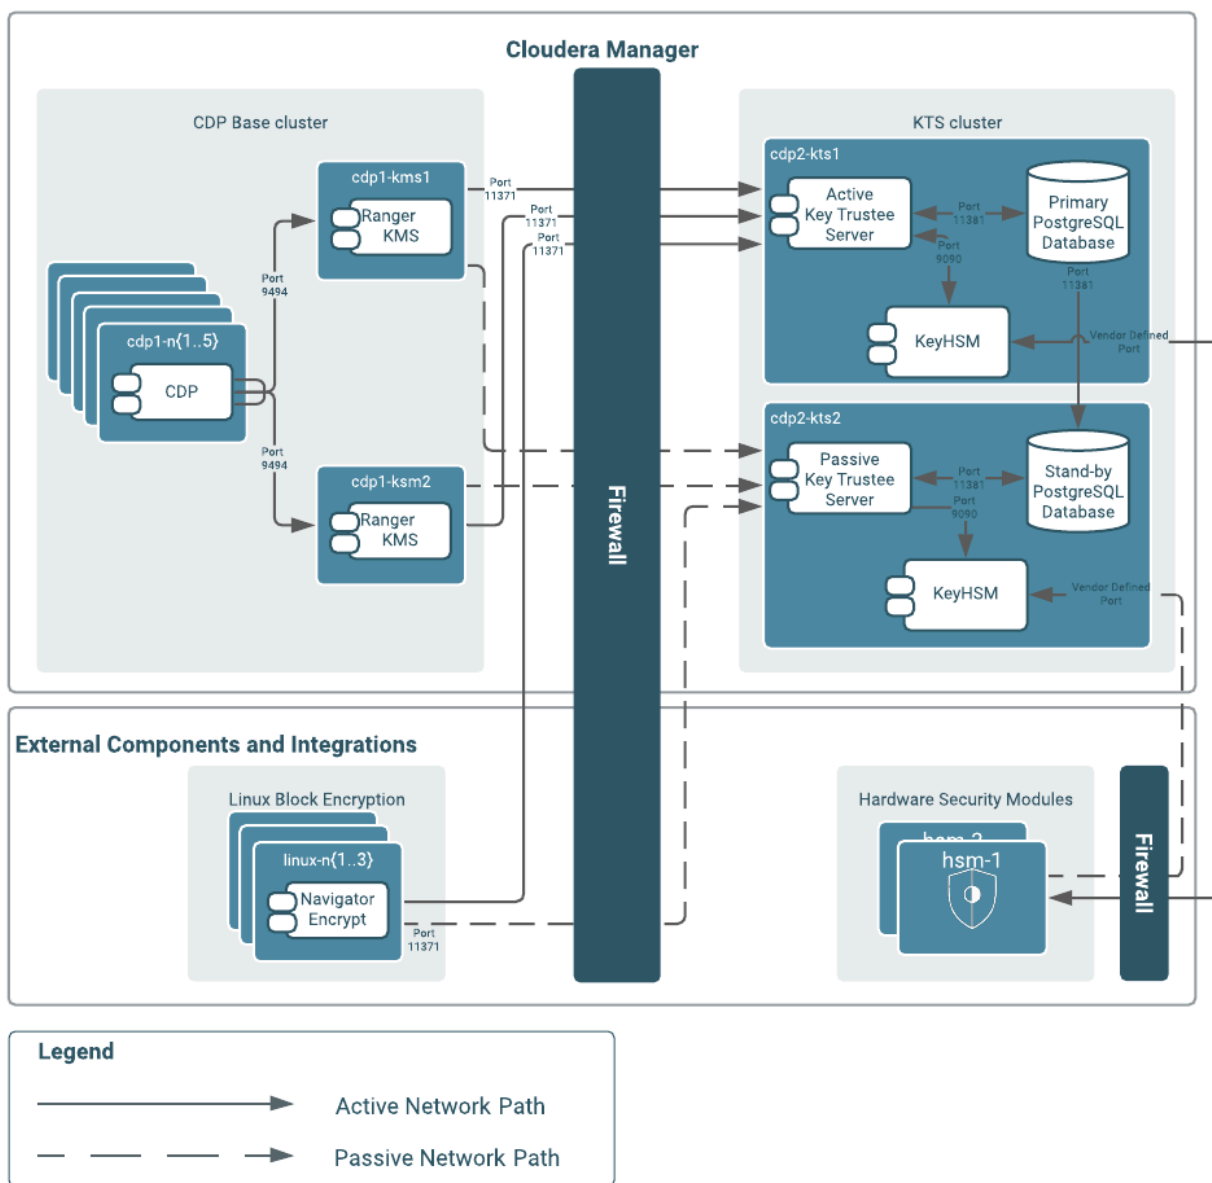 Cloudera Manager
CDP Base cluster
KTS cluster
cdp1-kms1
Ranger
KMS
Port
11371
Port
11371
Port
11371
Port
9494
cdp1-n{1..5}
CDP
Port
9494
cdp1-ksm2
Ranger
KMS
Firewall
cdp2-kts1
Active
Key Trustee
Server
Port
11381
Primary
PostgreSQL
Database
Port
9090
Port
11381
KeyHSM
Vendor Defined
Port
cdp2-kts2
Passive
Key Trustee
Server
Port
11381
Stand-by
PostgreSQL
Database
Port
9090
KeyHSM
Vendor Defined
Port
External Components and Integrations
Linux Block Encryption
linux-n{1..3}
Navigator
Encrypt
Port
11371
Hardware Security Modules
hsm-2
hsm-1
Firewall
Legend
Active Network Path
Passive Network Path